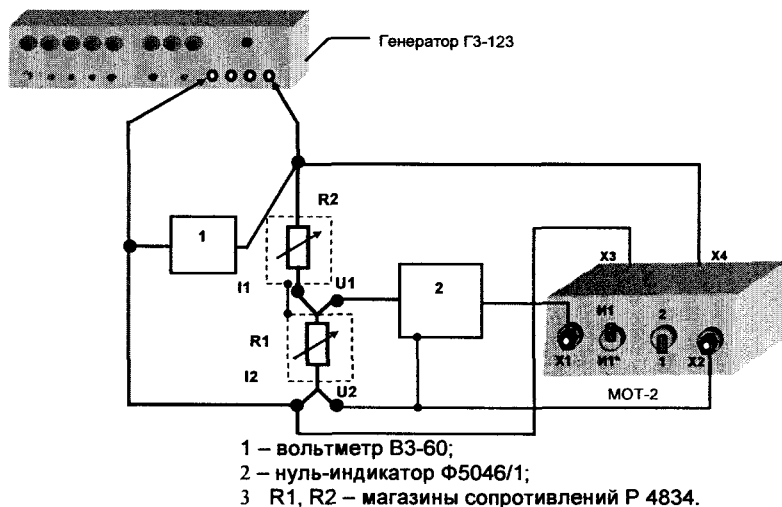 Генератор Г3-123
R2
1
X3
X4
I1
U1
2
И1
2
R1
X1
И1*
1
X2
I2
U2
МОТ-2
1 – вольтметр В3-60;
2 – нуль-индикатор Ф5046/1;
3 R1, R2 – магазины сопротивлений Р 4834.